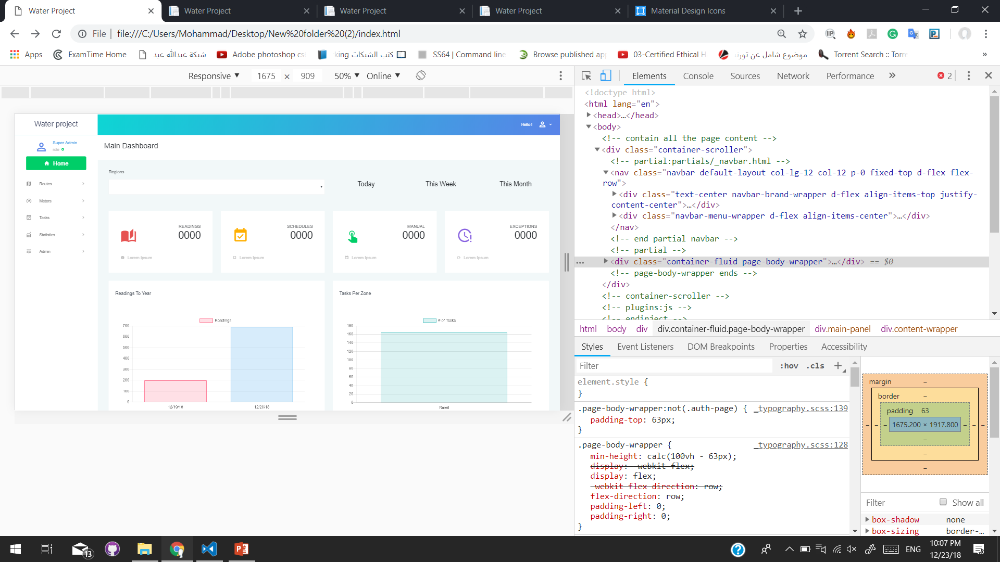 Water Project
Water Project
Water Project
Water Project
Material Design Icons
File
file:///C:/Users/Mohammad/Desktop/New%20folder%20(2)/index.html
Apps
ExamTime Home
شبكة عبدالله عيد
Adobe photoshop cs
كتب الشبكات king
SS64 | Command line
Browse published ap
03-Certified Ethical H
موضوع شامل عن تورنت
Torrent Search :: Torre
»
Responsive ▼ 1675 × 909 50% ▼ Online ▼
Elements Console Sources Network Performance » 2
Water project
Hello !
Super Admin
role
Home
Routes
Meters
Tasks
Statistics
Admin
Main Dashboard
Regions
Today This Week This Month
READINGS
0000
Lorem Ipsum
SCHEDULES
0000
Lorem Ipsum
MANUAL
0000
Lorem Ipsum
EXCEPTIONS
0000
Lorem Ipsum
Readings To Year
Readings
700
600
500
400
300
200
100
0
12/19/18 12/20/18
Tasks Per Zone
# of Tasks
180
160
140
120
100
80
60
40
20
0
Rmeil
<!doctype html>
<html lang="en">
<head>…</head>
<body>
<!-- contain all the page content -->
<div class="container-scroller">
<!-- partial:partials/_navbar.html -->
<nav class="navbar default-layout col-lg-12 col-12 p-0 fixed-top d-flex flex-
row">
<div class="text-center navbar-brand-wrapper d-flex align-items-top justify-
content-center">…</div>
<div class="navbar-menu-wrapper d-flex align-items-center">…</div>
</nav>
<!-- end partial navbar -->
<!-- partial -->
<div class="container-fluid page-body-wrapper">…</div> == $0
<!-- page-body-wrapper ends -->
</div>
<!-- container-scroller -->
<!-- plugins:js -->
<!-- endinject -->
html body div div.container-fluid.page-body-wrapper div.main-panel div.content-wrapper
Styles Event Listeners DOM Breakpoints Properties Accessibility
Filter :hov .cls +
element.style {
}
.page-body-wrapper:not(.auth-page) { _typography.scss:139
padding-top: 63px;
}
.page-body-wrapper { _typography.scss:128
min-height: calc(100vh - 63px);
display: -webkit-flex;
display: flex;
-webkit-flex-direction: row;
flex-direction: row;
padding-left: 0;
padding-right: 0;
}
margin –
border –
padding 63
– – – 1675.200 × 1917.800 – – –
–
–
–
Filter Show all
box-shadow none
box-sizing border-…
13
ENG
10:07 PM
12/23/18